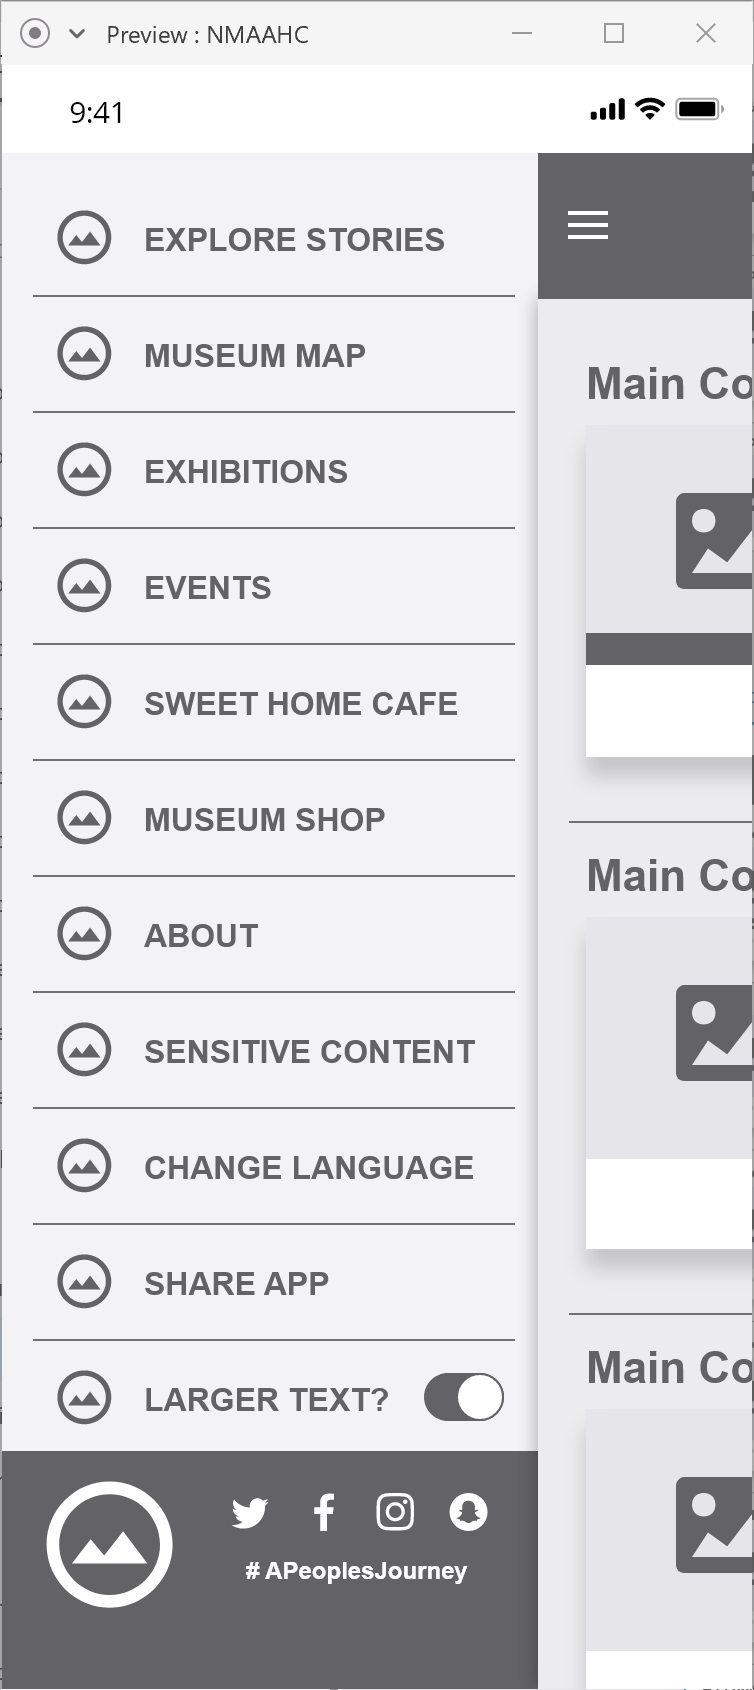 Preview : NMAAHC
9:41
EXPLORE STORIES
MUSEUM MAP
EXHIBITIONS
EVENTS
SWEET HOME CAFE
MUSEUM SHOP
ABOUT
SENSITIVE CONTENT
CHANGE LANGUAGE
SHARE APP
LARGER TEXT?
# APeoplesJourney
Main Co
Main Co
Main Co